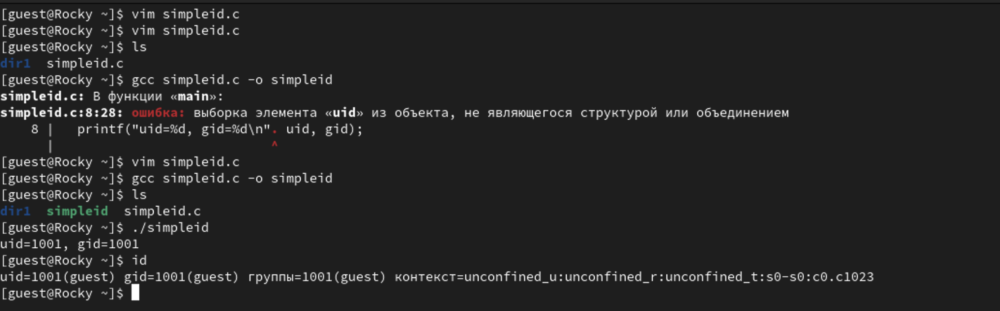 [guest@Rocky ~]$ vim simpleid.c
[guest@Rocky ~]$ vim simpleid.c
[guest@Rocky ~]$ ls
dir1  simpleid.c
[guest@Rocky ~]$ gcc simpleid.c -o simpleid
simpleid.c: В функции «main»:
simpleid.c:8:28: ошибка: выборка элемента «uid» из объекта, не являющегося структурой или объединением
    8 |   printf("uid=%d, gid=%d\n". uid, gid);
      |                            ^
[guest@Rocky ~]$ vim simpleid.c
[guest@Rocky ~]$ gcc simpleid.c -o simpleid
[guest@Rocky ~]$ ls
dir1  simpleid  simpleid.c
[guest@Rocky ~]$ ./simpleid
uid=1001, gid=1001
[guest@Rocky ~]$ id
uid=1001(guest) gid=1001(guest) группы=1001(guest) контекст=unconfined_u:unconfined_r:unconfined_t:s0-s0:c0.c1023
[guest@Rocky ~]$